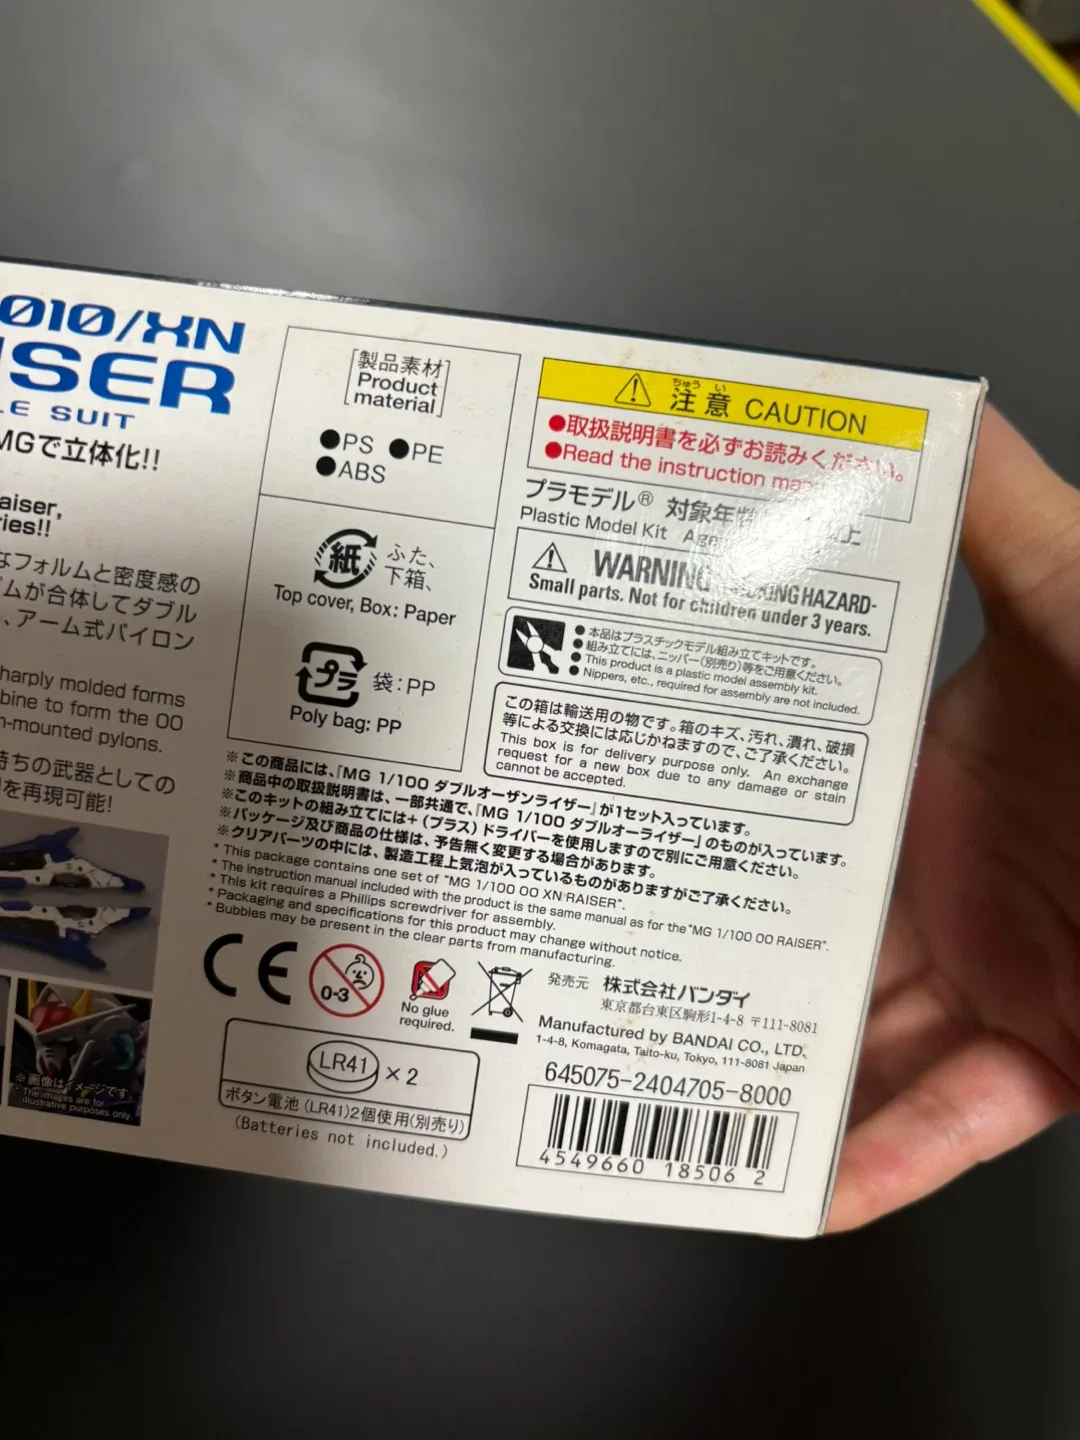 010/XN
ISER
LE SUIT
MGで立体化!!
aiser,
ries!!
なフォルムと密度感の
ムが合体してダブル
、アーム式パイロン
harply molded forms
bine to form the 00
n-mounted pylons.
持ちの武器としての
を再現可能!
※画像はイメージです。
* The images are for
illustrative purposes only.
[製品素材
Product
material]
●PS ●PE
●ABS
紙 ふた、
下箱、
Top cover, Box: Paper
プラ 袋:PP
Poly bag: PP
ちゅう い
注意 CAUTION
●取扱説明書を必ずお読みください。
●Read the instruction
プラモデル® 対象年齢 以上
Plastic Model Kit
WARNING HAZARD-
Small parts. Not for children under 3 years.
●本品はプラスチックモデル組み立てキットです。
●組み立てには、ニッパー(別売り)等をご用意ください。
●This product is a plastic model assembly kit.
●Nippers, etc., required for assembly are not included.
この箱は輸送用の物です。箱のキズ、汚れ、潰れ、破損
等による交換には応じかねますので、ご了承ください。
This box is for delivery purpose only. An exchange
request for a new box due to any damage or stain
cannot be accepted.
※この商品には、『MG 1/100 ダブルオーザンライザー』が1セット入っています。
※商品中の取扱説明書は、一部共通で、『MG 1/100 ダブルオーライザー』のものが入っています。
※このキットの組み立てには+(プラス)ドライバーを使用しますので別にご用意ください。
※パッケージ及び商品の仕様は、予告無く変更する場合があります。
※クリアパーツの中には、製造工程上気泡が入っているものがありますがご了承ください。
* This package contains one set of "MG 1/100 00 XN RAISER".
* The instruction manual included with the product is the same manual as for the "MG 1/100 00 RAISER".
* This kit requires a Phillips screwdriver for assembly.
* Packaging and specifications for this product may change without notice.
* Bubbles may be present in the clear parts from manufacturing.
CE
0-3
No glue
required.
発売元 株式会社バンダイ
東京都台東区駒形1-4-8 〒111-8081
Manufactured by BANDAI CO., LTD.
1-4-8, Komagata, Taito-ku, Tokyo, 111-8081 Japan
LR41 ×2
ボタン電池(LR41)2個使用(別売り)
(Batteries not included.)
645075-2404705-8000
4549660 18506 2